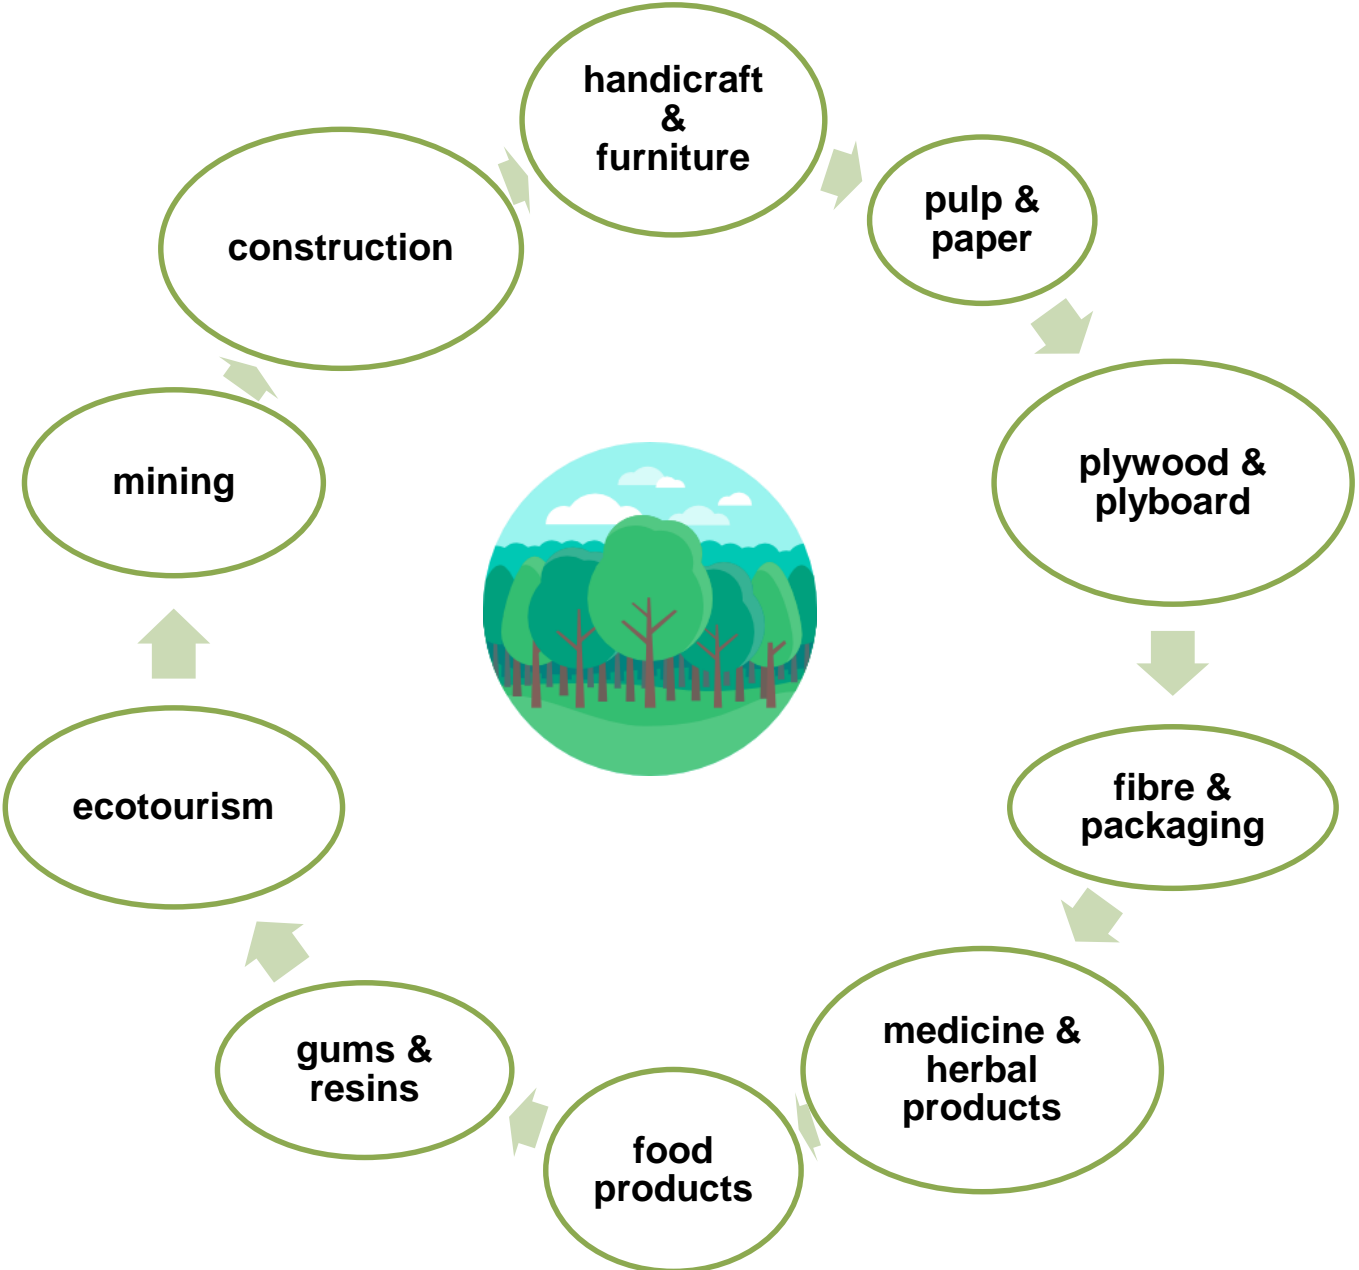 handicraft
&
furniture
pulp &
paper
plywood &
plyboard
fibre &
packaging
medicine &
herbal
products
food
products
gums &
resins
ecotourism
mining
construction